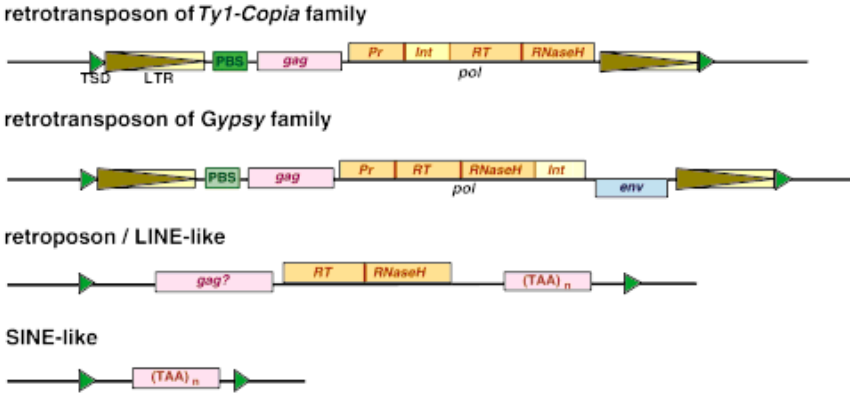 retrotransposon of Ty1-Copia family
PBS gag Pr Int RT RNaseH
TSD LTR pol
retrotransposon of Gypsy family
PBS gag Pr RT RNaseH Int
pol env
retroposon / LINE-like
gag? RT RNaseH (TAA) n
SINE-like
(TAA) n